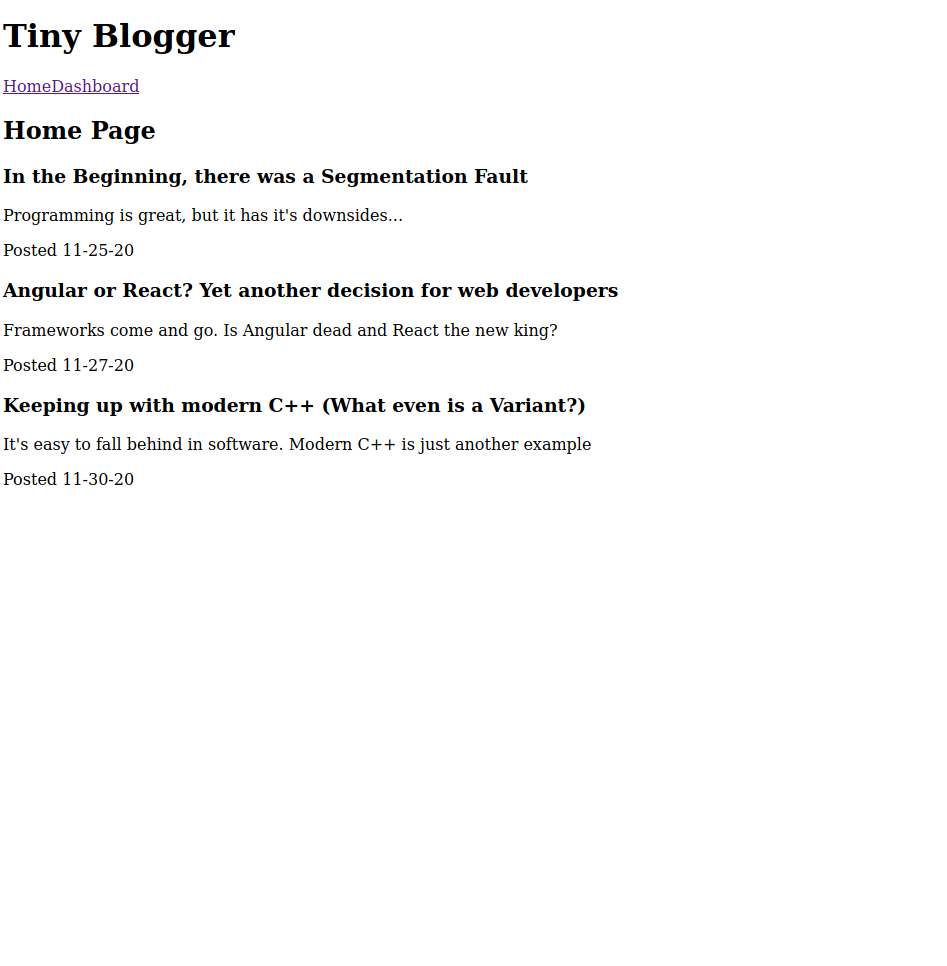 Tiny Blogger
HomeDashboard
Home Page
In the Beginning, there was a Segmentation Fault
Programming is great, but it has it's downsides...
Posted 11-25-20
Angular or React? Yet another decision for web developers
Frameworks come and go. Is Angular dead and React the new king?
Posted 11-27-20
Keeping up with modern C++ (What even is a Variant?)
It's easy to fall behind in software. Modern C++ is just another example
Posted 11-30-20